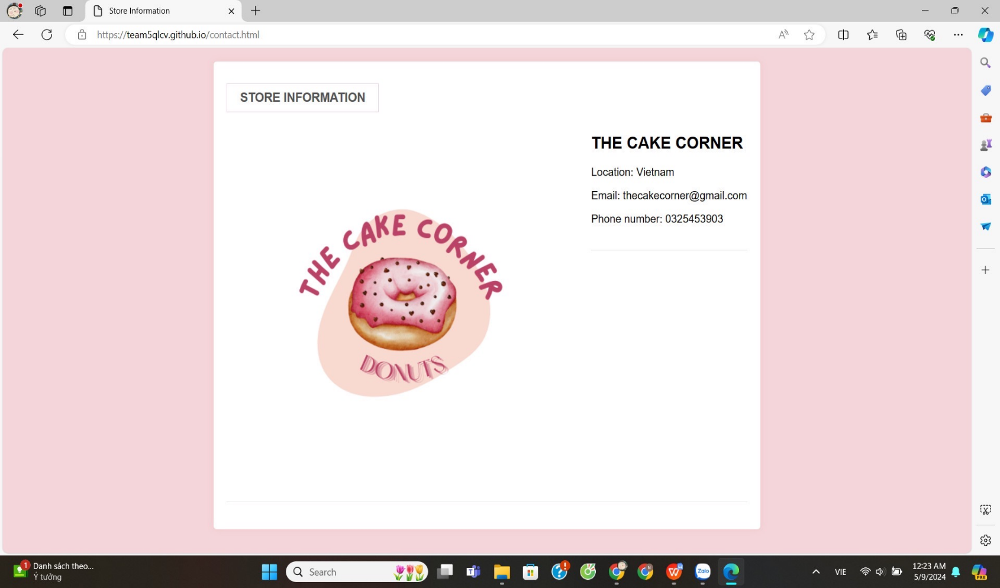 Store Information
https://team5qlcv.github.io/contact.html
STORE INFORMATION
THE CAKE CORNER
Location: Vietnam
Email: thecakecorner@gmail.com
Phone number: 0325453903
THE CAKE CORNER
DONUTS
1
Danh sách theo...
Ý tưởng
Search
Zalo
VIE
12:23 AM
5/9/2024
PRE